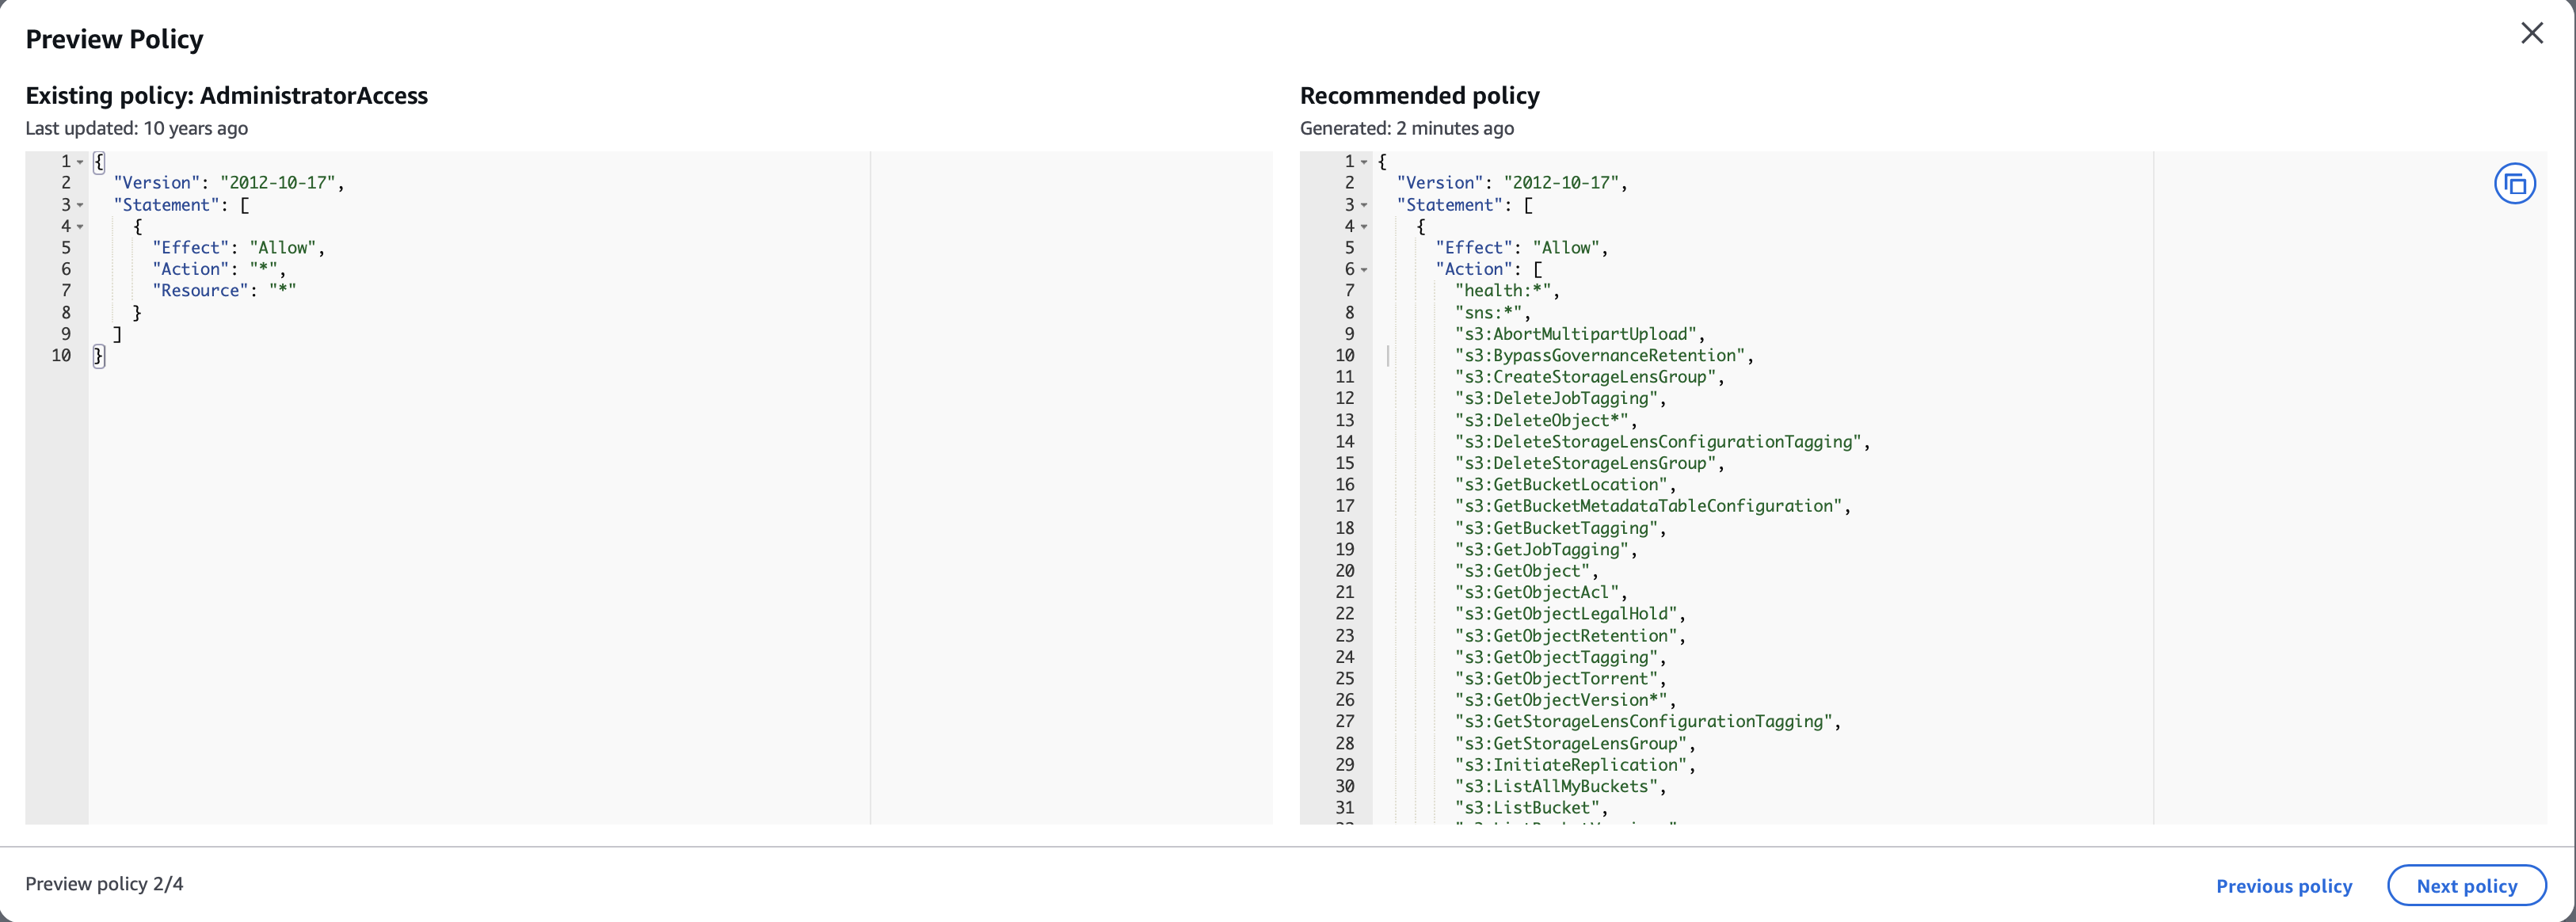 Preview Policy
Existing policy: AdministratorAccess
Last updated: 10 years ago
1 {
2 "Version": "2012-10-17",
3 "Statement": [
4 {
5 "Effect": "Allow",
6 "Action": "*",
7 "Resource": "*"
8 }
9 ]
10 }
Recommended policy
Generated: 2 minutes ago
1 {
2 "Version": "2012-10-17",
3 "Statement": [
4 {
5 "Effect": "Allow",
6 "Action": [
7 "health:*",
8 "sns:*",
9 "s3:AbortMultipartUpload",
10 "s3:BypassGovernanceRetention",
11 "s3:CreateStorageLensGroup",
12 "s3:DeleteJobTagging",
13 "s3:DeleteObject*",
14 "s3:DeleteStorageLensConfigurationTagging",
15 "s3:DeleteStorageLensGroup",
16 "s3:GetBucketLocation",
17 "s3:GetBucketMetadataTableConfiguration",
18 "s3:GetBucketTagging",
19 "s3:GetJobTagging",
20 "s3:GetObject",
21 "s3:GetObjectAcl",
22 "s3:GetObjectLegalHold",
23 "s3:GetObjectRetention",
24 "s3:GetObjectTagging",
25 "s3:GetObjectTorrent",
26 "s3:GetObjectVersion*",
27 "s3:GetStorageLensConfigurationTagging",
28 "s3:GetStorageLensGroup",
29 "s3:InitiateReplication",
30 "s3:ListAllMyBuckets",
31 "s3:ListBucket",
Preview policy 2/4
Previous policy
Next policy